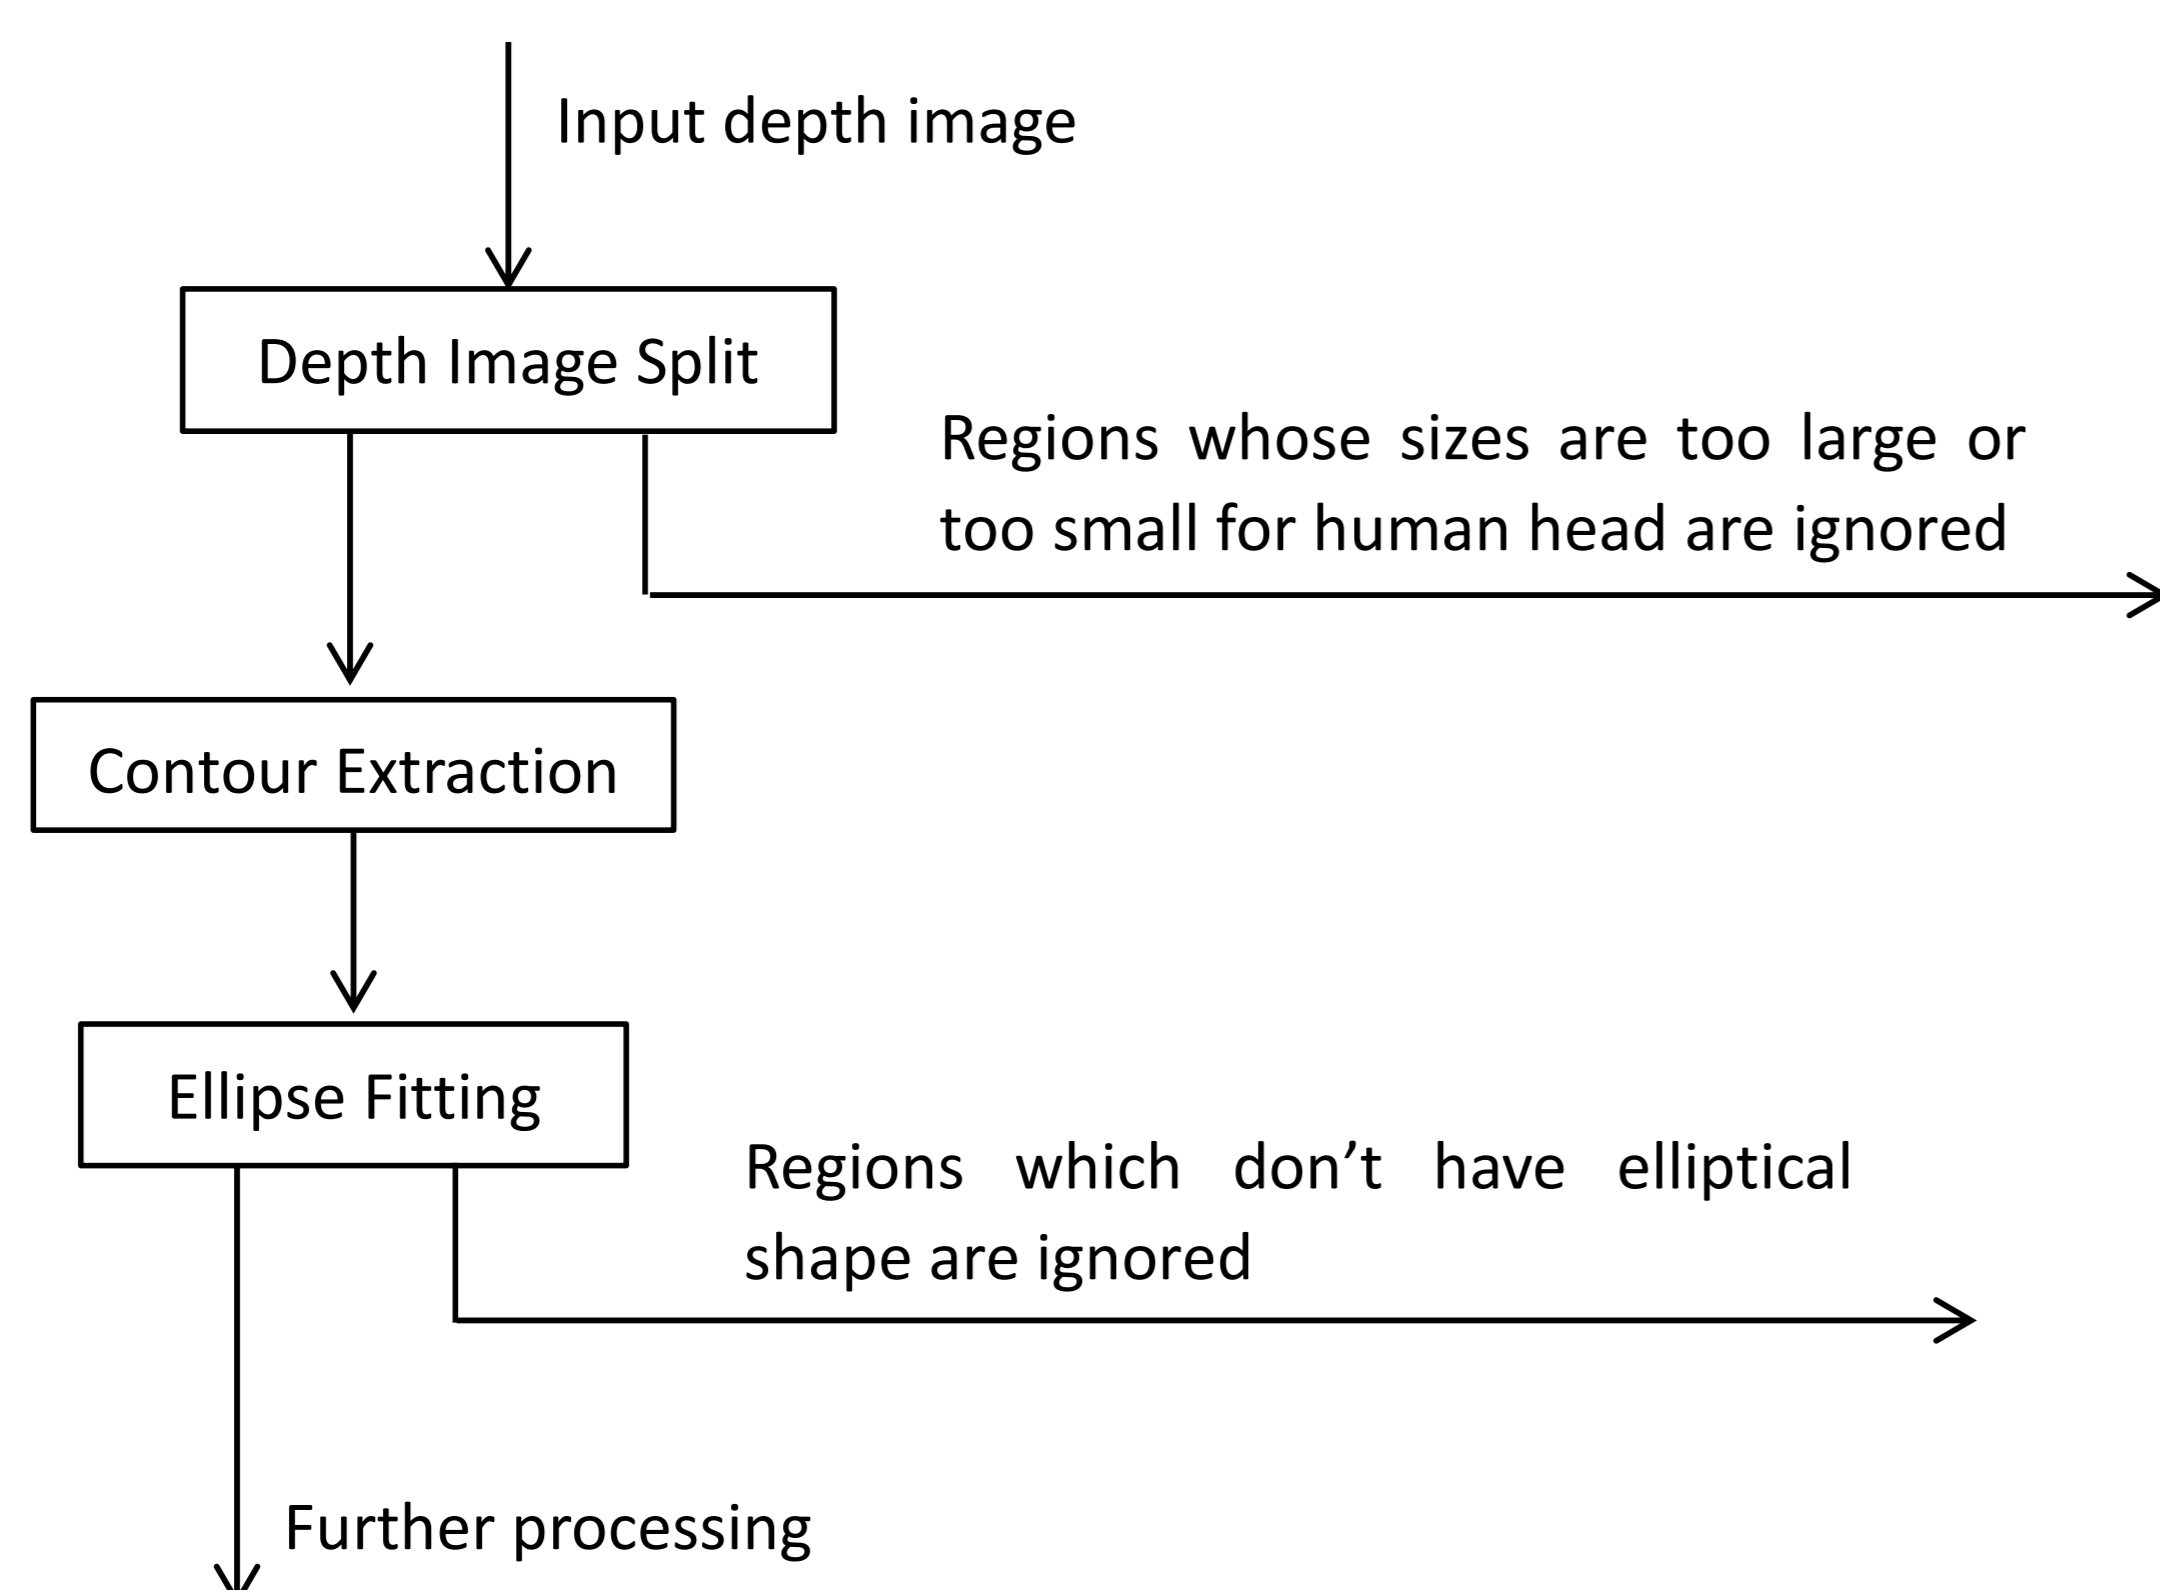 Input depth image
Depth Image Split
Regions whose sizes are too large or
too small for human head are ignored
Contour Extraction
Ellipse Fitting
Regions which don’t have elliptical
shape are ignored
Further processing